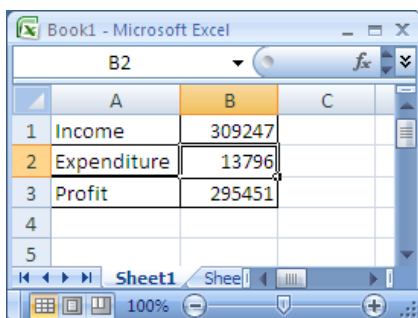 Book1 - Microsoft Excel
B2 fx
A B C
1 Income 309247
2 Expenditure 13796
3 Profit 295451
4
5
Sheet1 Shee
100%